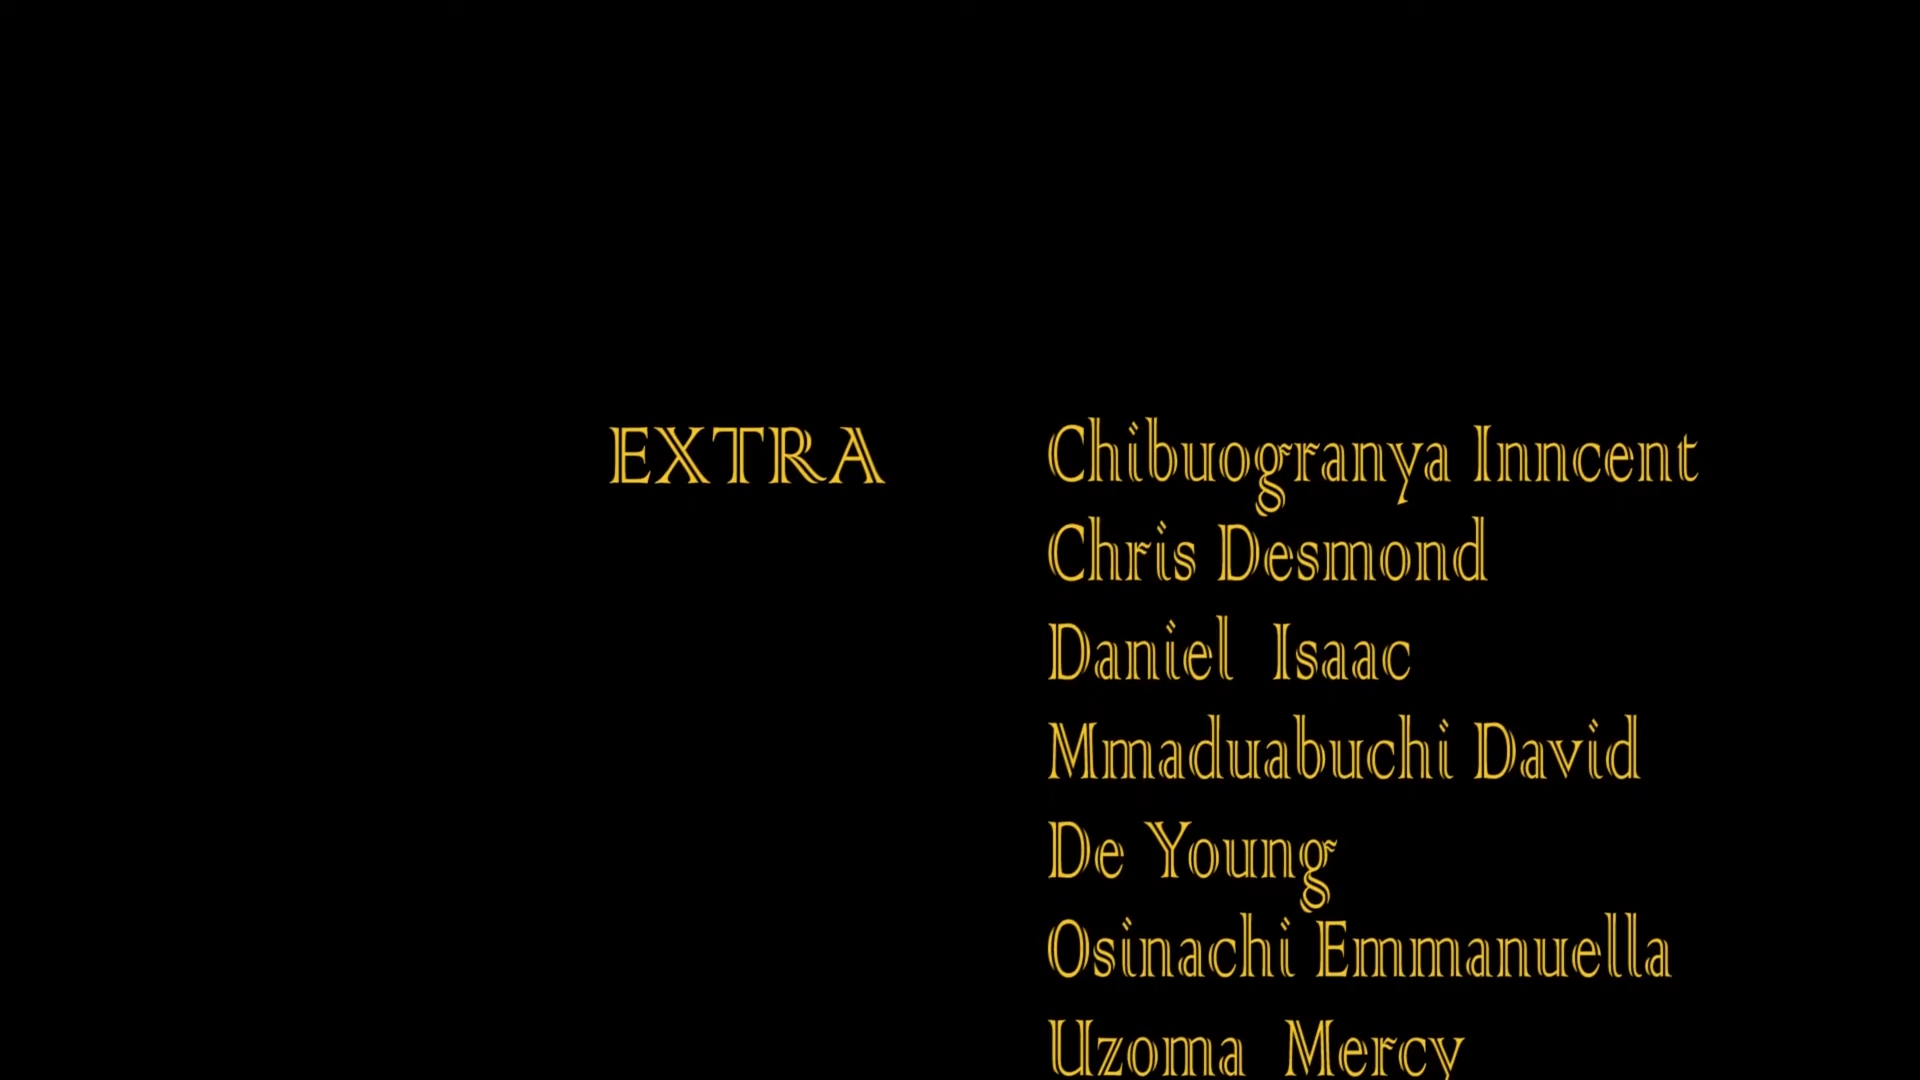 EXTRA Chibuogranya Inncent
Chris Desmond
Daniel Isaac
Mmaduabuchi David
De Young
Osinachi Emmanuella
Uzoma Mercy